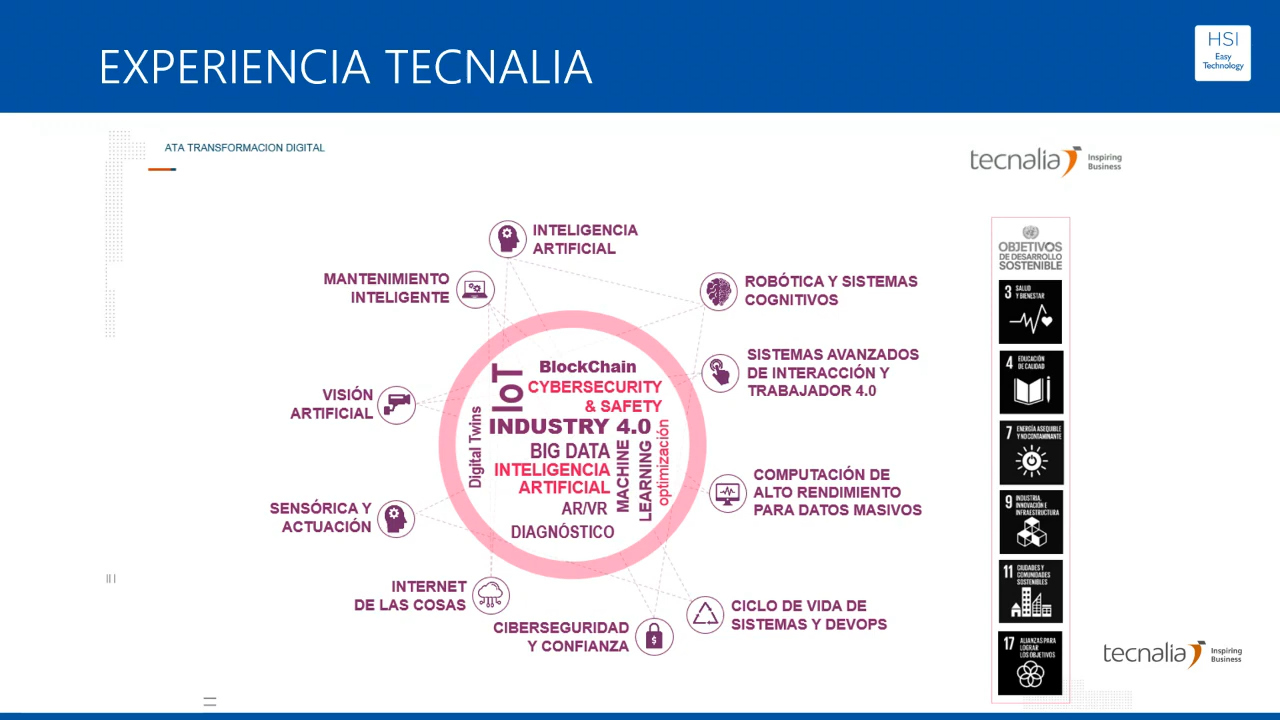 EXPERIENCIA TECNALIA
HSI
Easy
Technology
ATA TRANSFORMACION DIGITAL
tecnalia
Inspiring
Business
INTELIGENCIA
ARTIFICIAL
MANTENIMIENTO
INTELIGENTE
ROBÓTICA Y SISTEMAS
COGNITIVOS
SISTEMAS AVANZADOS
DE INTERACCIÓN Y
TRABAJADOR 4.0
VISIÓN
ARTIFICIAL
SENSÓRICA Y
ACTUACIÓN
COMPUTACIÓN DE
ALTO RENDIMIENTO
PARA DATOS MASIVOS
INTERNET
DE LAS COSAS
CIBERSEGURIDAD
Y CONFIANZA
CICLO DE VIDA DE
SISTEMAS Y DEVOPS
IoT
BlockChain
CYBERSECURITY
& SAFETY
Digital Twins
INDUSTRY 4.0
BIG DATA
INTELIGENCIA
ARTIFICIAL
AR/VR
DIAGNÓSTICO
MACHINE
LEARNING
optimización
OBJETIVOS
DE DESARROLLO
SOSTENIBLE
3 SALUD
Y BIENESTAR
4 EDUCACIÓN
DE CALIDAD
7 ENERGÍA ASEQUIBLE
Y NO CONTAMINANTE
9 INDUSTRIA,
INNOVACIÓN E
INFRAESTRUCTURA
11 CIUDADES Y
COMUNIDADES
SOSTENIBLES
17 ALIANZAS PARA
LOGRAR
LOS OBJETIVOS
tecnalia
Inspiring
Business